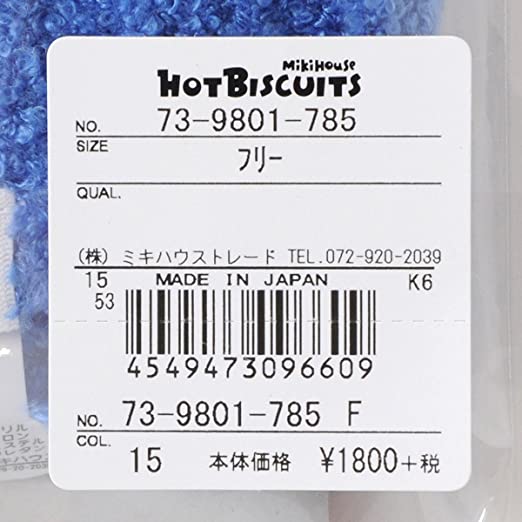 MikiHouse
HOTBISCUITS
NO. 73-9801-785
SIZE フリー
QUAL.
(株) ミキハウストレード TEL.072-920-2039
15 MADE IN JAPAN K6
53
4549473096609
NO. 73-9801-785 F
COL. 15 本体価格 ¥1800+税